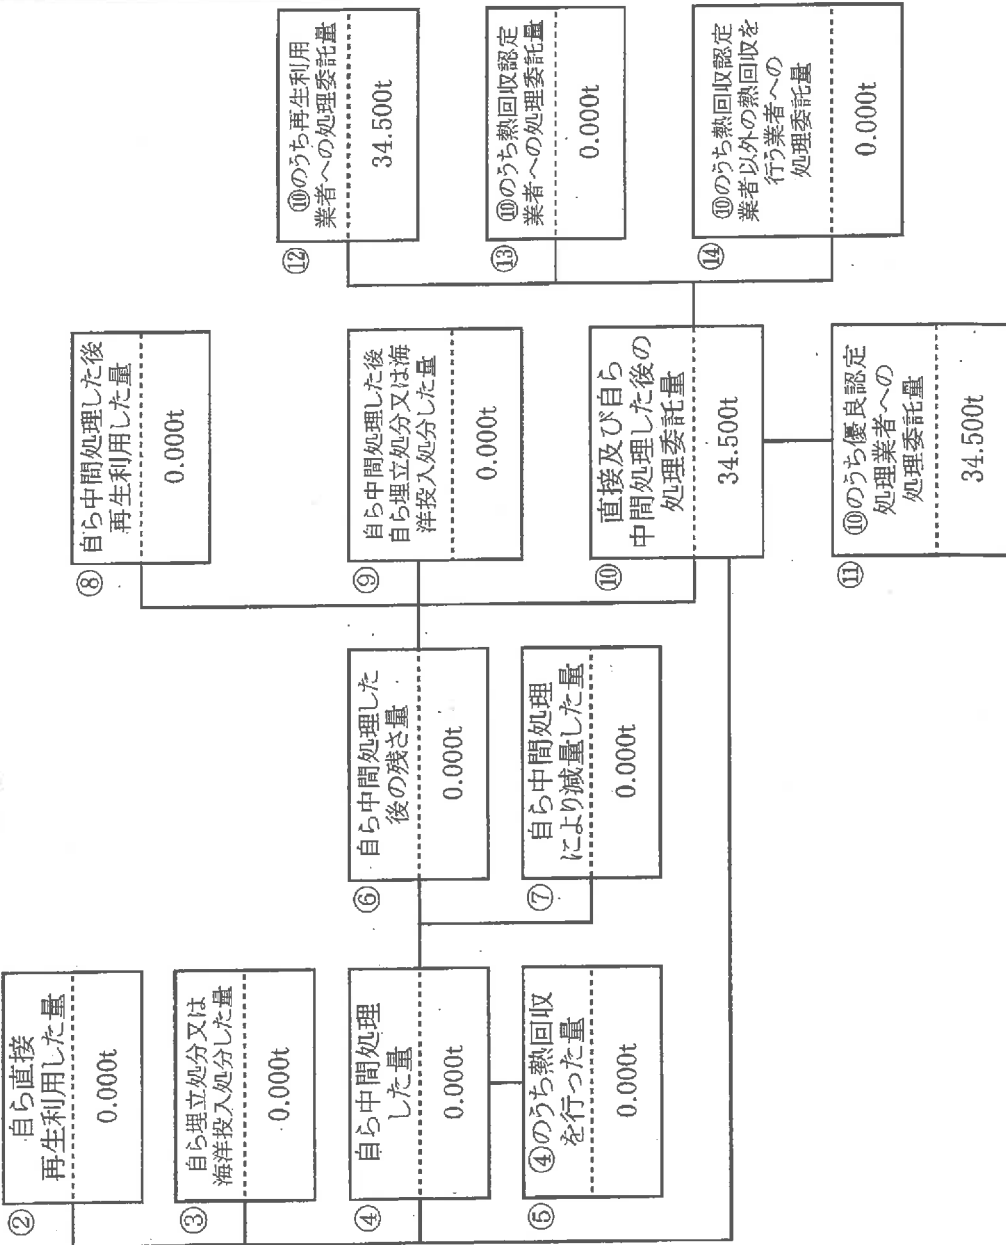 ②
自ら直接
再生利用した量
0.000t
③
自ら埋立処分又は
海洋投入処分した量
0.000t
④
自ら中間処理
した量
0.000t
⑤
④のうち熱回収
を行った量
0.000t
⑥
自ら中間処理した
後の残さ量
0.000t
⑦
自ら中間処理
により減量した量
0.000t
⑧
自ら中間処理した後
再生利用した量
0.000t
⑨
自ら中間処理した後
自ら埋立処分又は海
洋投入処分した量
0.000t
⑩
直接及び自ら
中間処理した後の
処理委託量
34.500t
⑪
⑩のうち優良認定
処理業者への
処理委託量
34.500t
⑫
⑩のうち再生利用
業者への処理委託量
34.500t
⑬
⑩のうち熱回収認定
業者への処理委託量
0.000t
⑭
⑩のうち熱回収認定
業者以外の熱回収を
行う業者への
処理委託量
0.000t